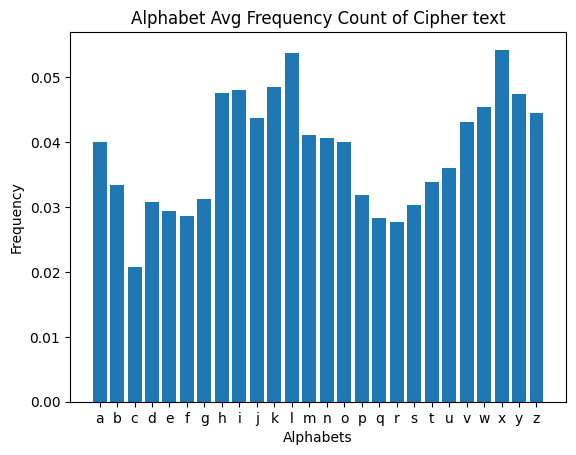 Alphabet Avg Frequency Count of Cipher text
0.05
0.04
0.03
0.02
0.01
0.00
Frequency
a b c d e f g h i j k l m n o p q r s t u v w x y z
Alphabets